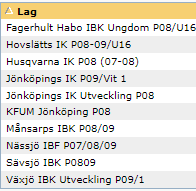 Lag
Fagerhult Habo IBK Ungdom P08/U16
Hovslätts IK P08-09/U16
Husqvarna IK P08 (07-08)
Jönköpings IK P09/Vit 1
Jönköpings IK Utveckling P08
KFUM Jönköping P08
Månsarps IBK P08/09
Nässjö IBF P07/08/09
Sävsjö IBK P0809
Växjö IBK Utveckling P09/1